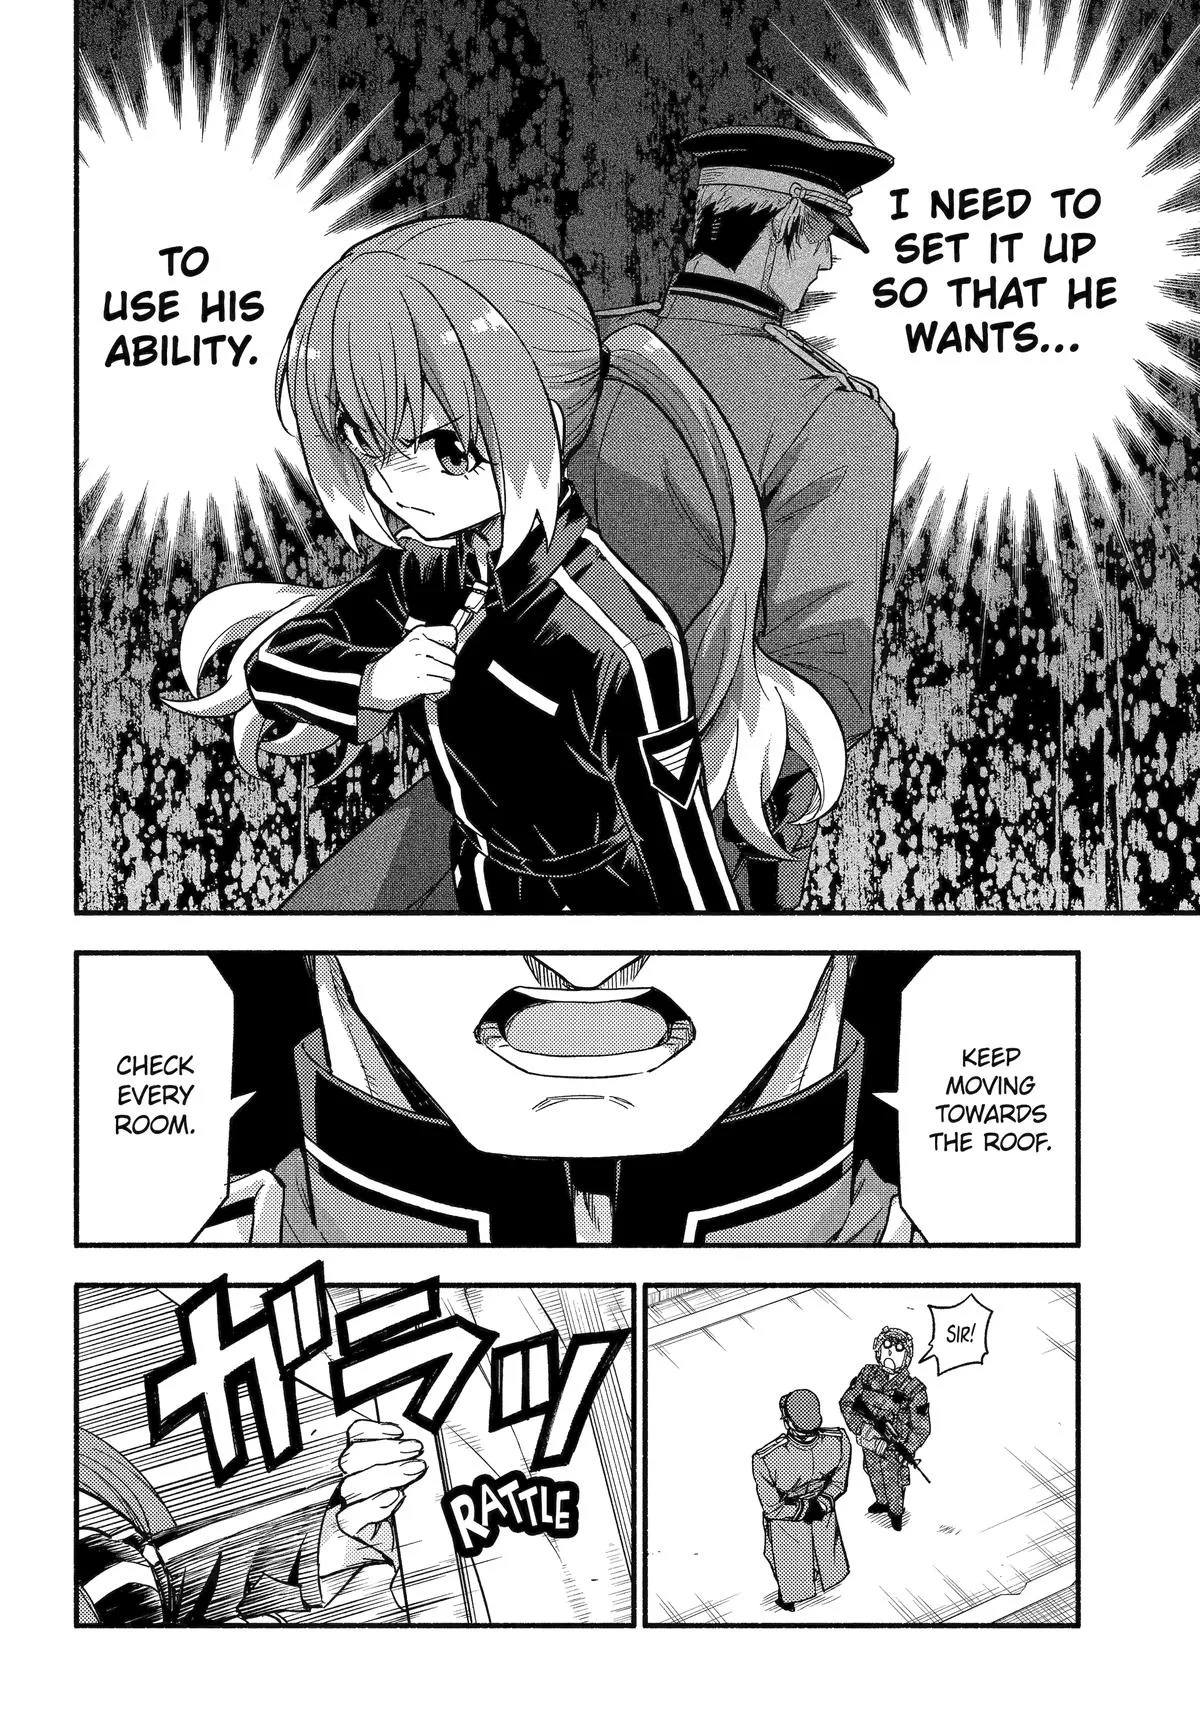 I NEED TO
SET IT UP
SO THAT HE
WANTS...
TO
USE HIS
ABILITY.
KEEP
MOVING
TOWARDS
THE ROOF.
CHECK
EVERY
ROOM.
SIR!
ガラッ
RATTLE